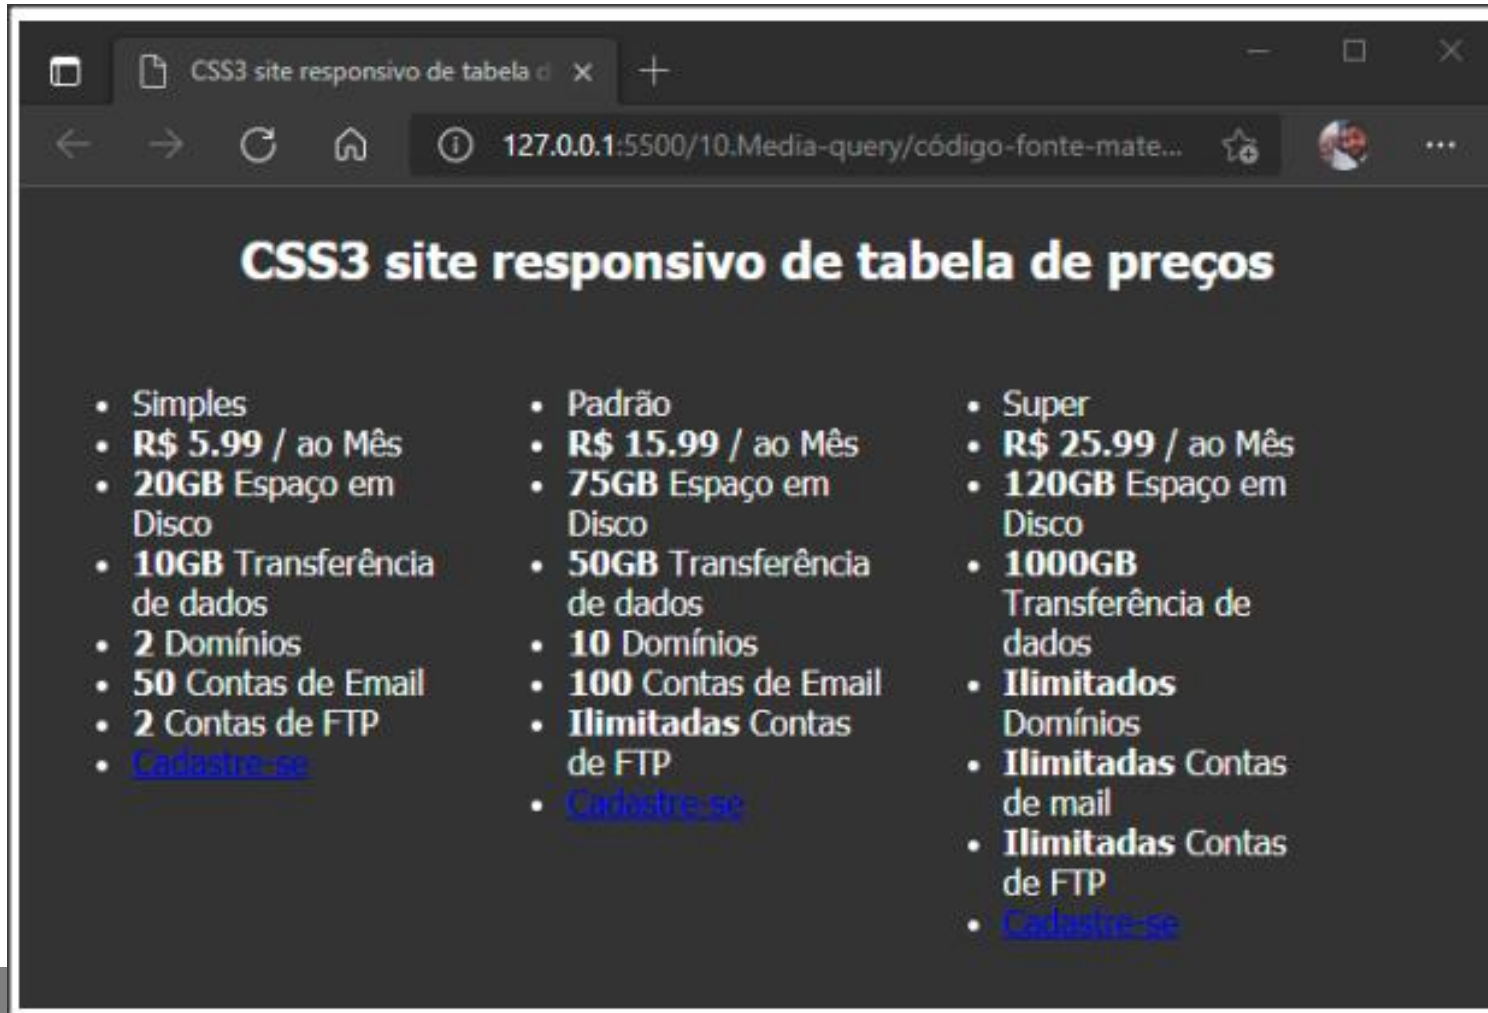 CSS3 site responsivo de tabela d
127.0.0.1:5500/10.Media-query/código-fonte-mate...
CSS3 site responsivo de tabela de preços
Simples
R$ 5.99 / ao Mês
20GB Espaço em
Disco
10GB Transferência
de dados
2 Domínios
50 Contas de Email
2 Contas de FTP
Cadastre-se
Padrão
R$ 15.99 / ao Mês
75GB Espaço em
Disco
50GB Transferência
de dados
10 Domínios
100 Contas de Email
Ilimitadas Contas
de FTP
Cadastre-se
Super
R$ 25.99 / ao Mês
120GB Espaço em
Disco
1000GB
Transferência de
dados
Ilimitados
Domínios
Ilimitadas Contas
de mail
Ilimitadas Contas
de FTP
Cadastre-se